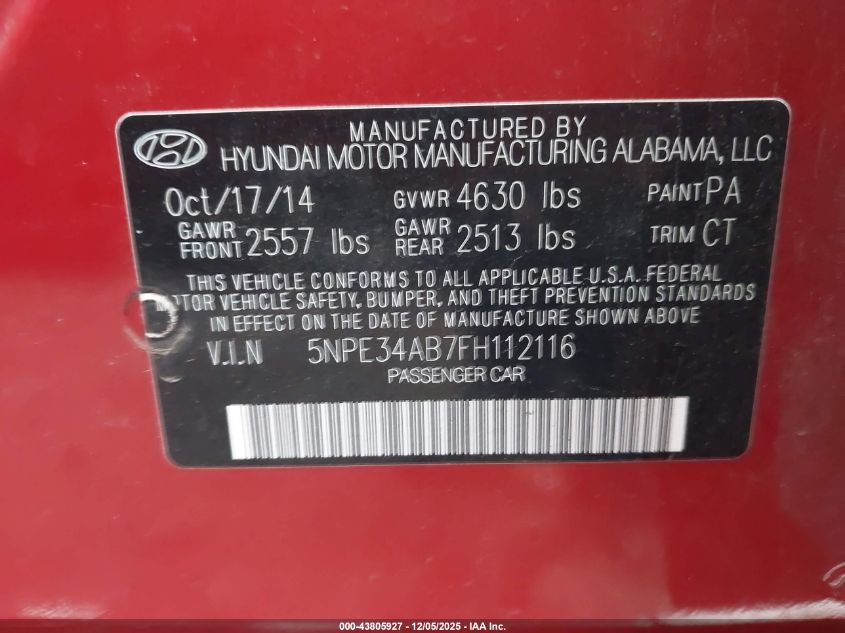 MANUFACTURED BY
HYUNDAI MOTOR MANUFACTURING ALABAMA, LLC
Oct/17/14 GVWR 4630 lbs PAINT PA
GAWR FRONT 2557 lbs GAWR REAR 2513 lbs TRIM CT
THIS VEHICLE CONFORMS TO ALL APPLICABLE U.S.A. FEDERAL
MOTOR VEHICLE SAFETY, BUMPER, AND THEFT PREVENTION STANDARDS
IN EFFECT ON THE DATE OF MANUFACTURE SHOWN ABOVE
V.I.N 5NPE34AB7FH112116
PASSENGER CAR
000-43805927 - 12/05/2025 - IAA Inc.